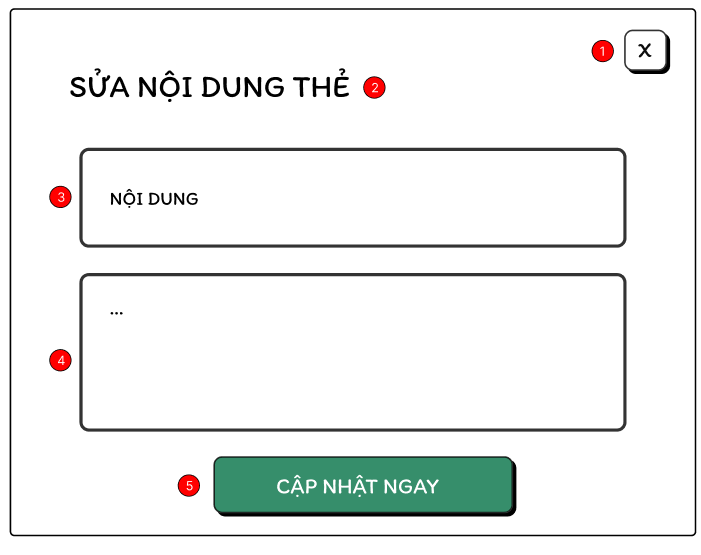 1 X
SỬA NỘI DUNG THẺ 2
3 NỘI DUNG
...
4
5 CẬP NHẬT NGAY